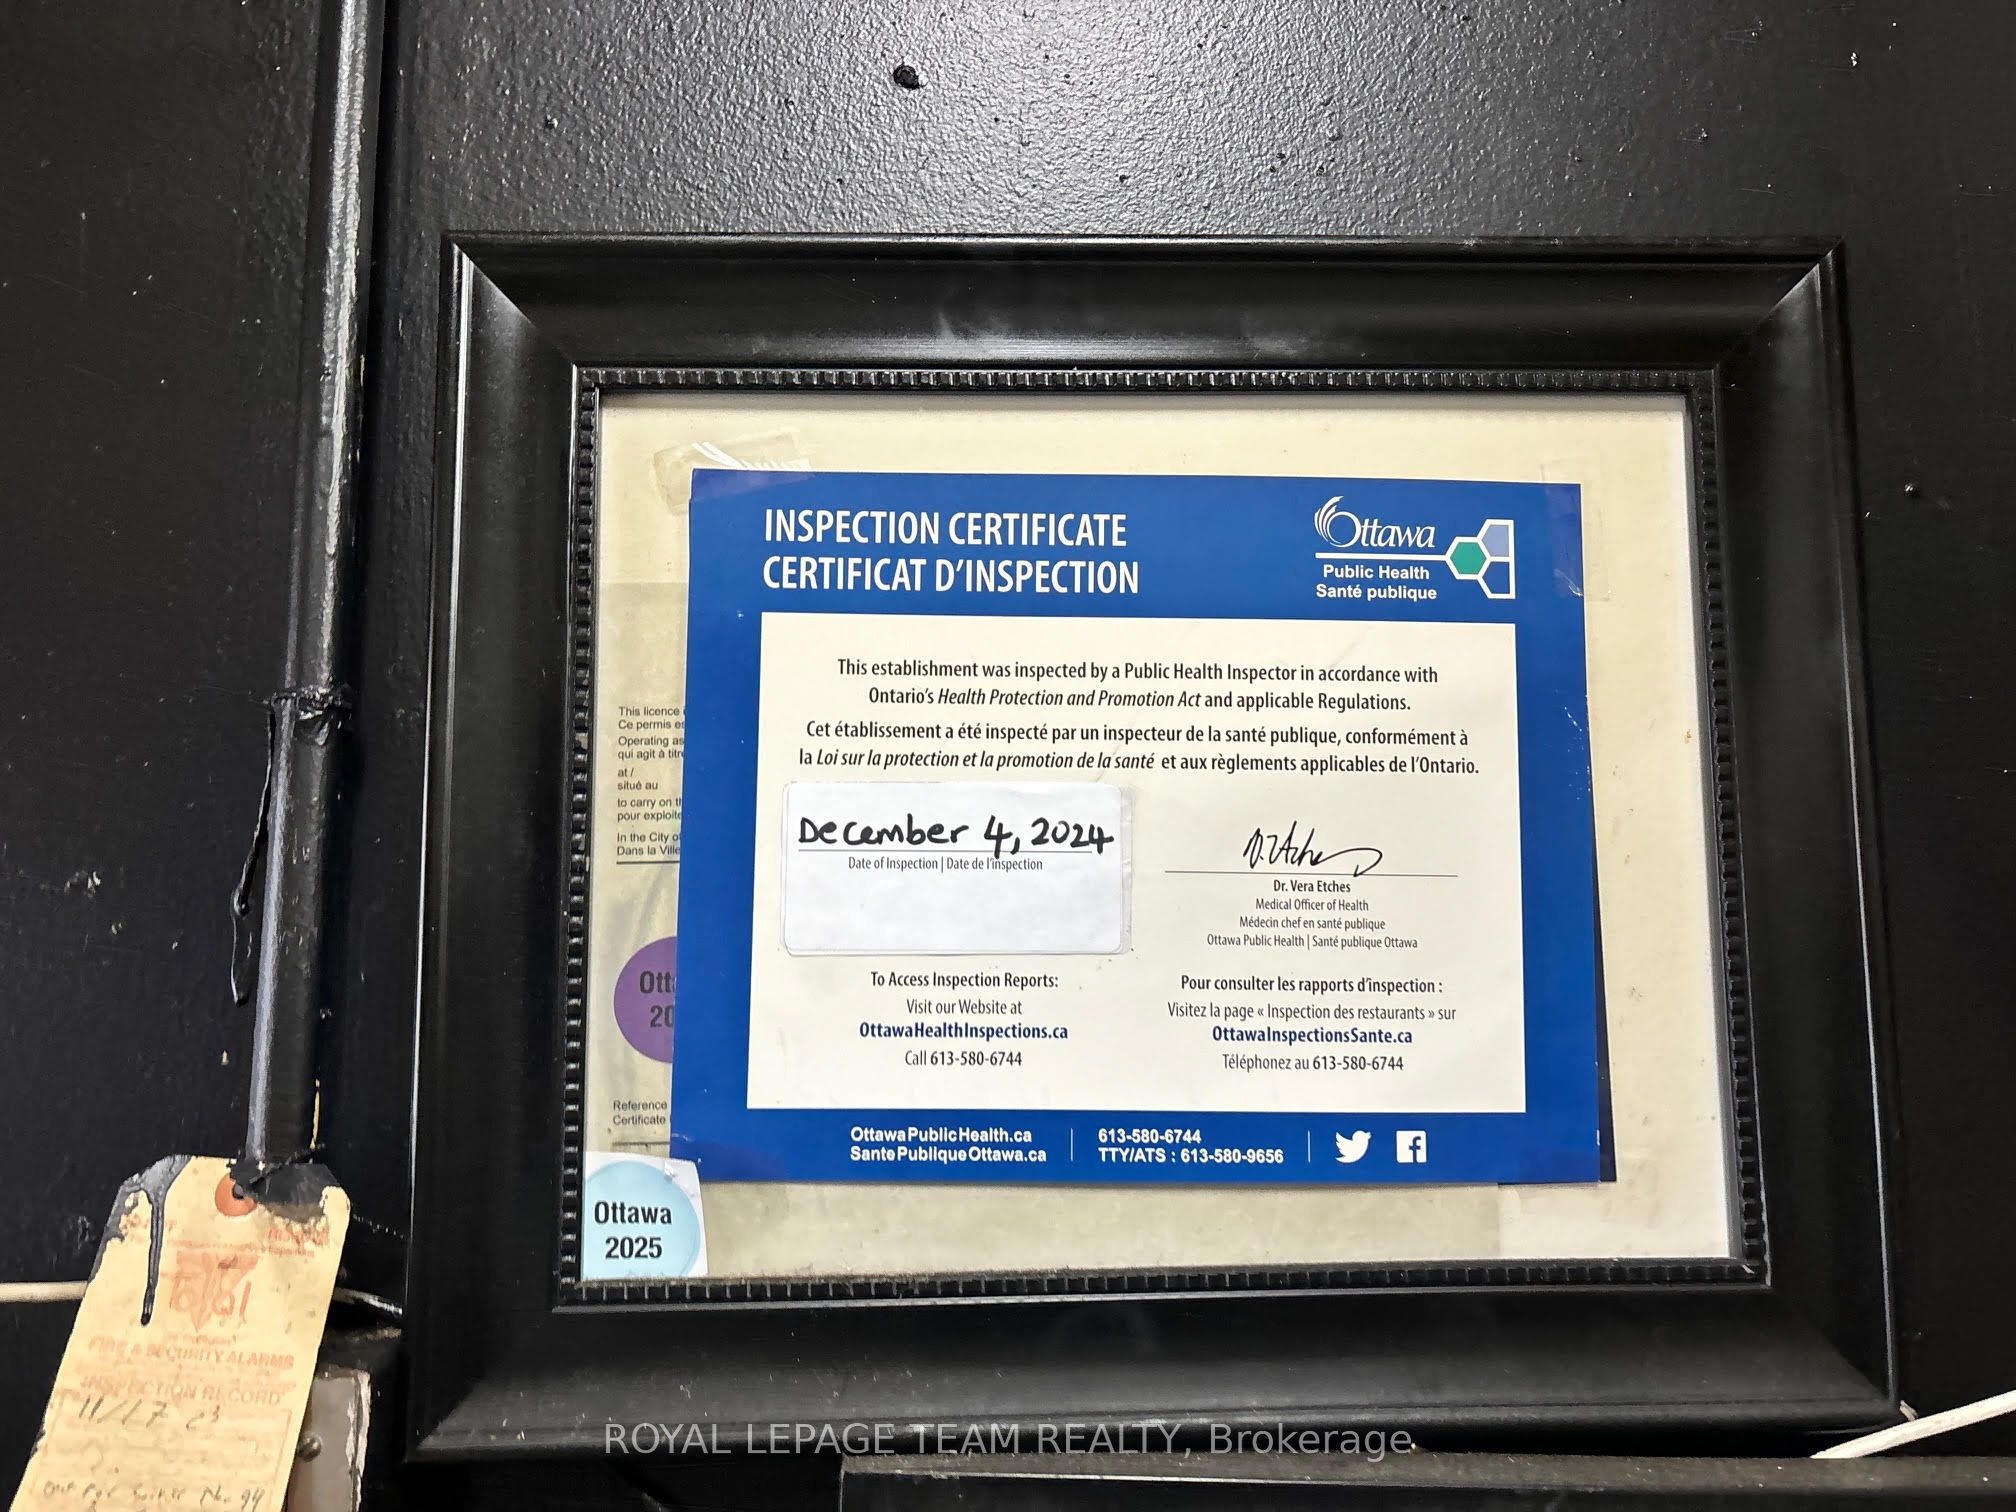 INSPECTION CERTIFICATE
CERTIFICAT D'INSPECTION
Ottawa
Public Health
Santé publique
This establishment was inspected by a Public Health Inspector in accordance with
Ontario's Health Protection and Promotion Act and applicable Regulations.
Cet établissement a été inspecté par un inspecteur de la santé publique, conformément à
la Loi sur la protection et la promotion de la santé et aux règlements applicables de l'Ontario.
December 4, 2024
Date of Inspection | Date de l'inspection
Dr. Vera Etches
Medical Officer of Health
Médecin chef en santé publique
Ottawa Public Health | Santé publique Ottawa
To Access Inspection Reports:
Visit our Website at
OttawaHealthInspections.ca
Call 613-580-6744
Pour consulter les rapports d'inspection :
Visitez la page « Inspection des restaurants » sur
OttawaInspectionsSante.ca
Téléphonez au 613-580-6744
OttawaPublicHealth.ca
SantePubliqueOttawa.ca
613-580-6744
TTY/ATS : 613-580-9656
This licence
Ce permis
Operating as
qui agit à
at /
situé au
to carry on
pour
In the City of
Dans la Ville
Reference
Certificate
Ottawa
2025
FIRE & SECURITY ALARMS
INSPECTION RECORD
11/17 23
ROYAL LEPAGE TEAM REALTY, Brokerage